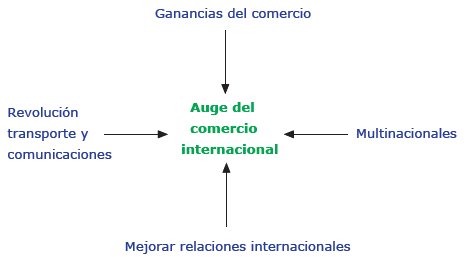 Ganancias del comercio
Revolución
transporte y
comunicaciones
Auge del
comercio
internacional
Multinacionales
Mejorar relaciones internacionales